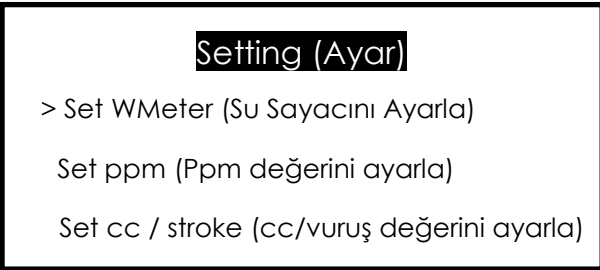 Setting (Ayar)
> Set WMeter (Su Sayacını Ayarla)
Set ppm (Ppm değerini ayarla)
Set cc / stroke (cc/vuruş değerini ayarla)